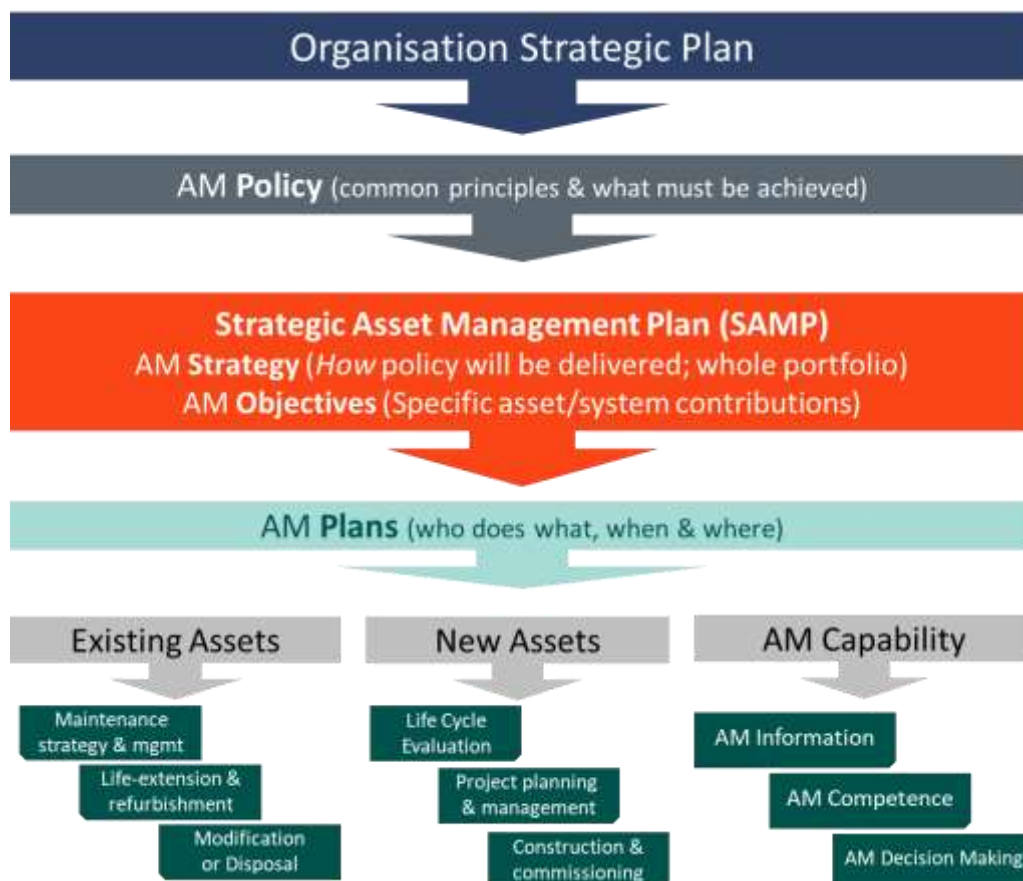 Organisation Strategic Plan
AM Policy (common principles & what must be achieved)
Strategic Asset Management Plan (SAMP)
AM Strategy (How policy will be delivered; whole portfolio)
AM Objectives (Specific asset/system contributions)
AM Plans (who does what, when & where)
Existing Assets
Maintenance
strategy & mgmt
Life-extension &
refurbishment
Modification
or Disposal
New Assets
Life Cycle
Evaluation
Project planning
& management
Construction &
commissioning
AM Capability
AM Information
AM Competence
AM Decision Making